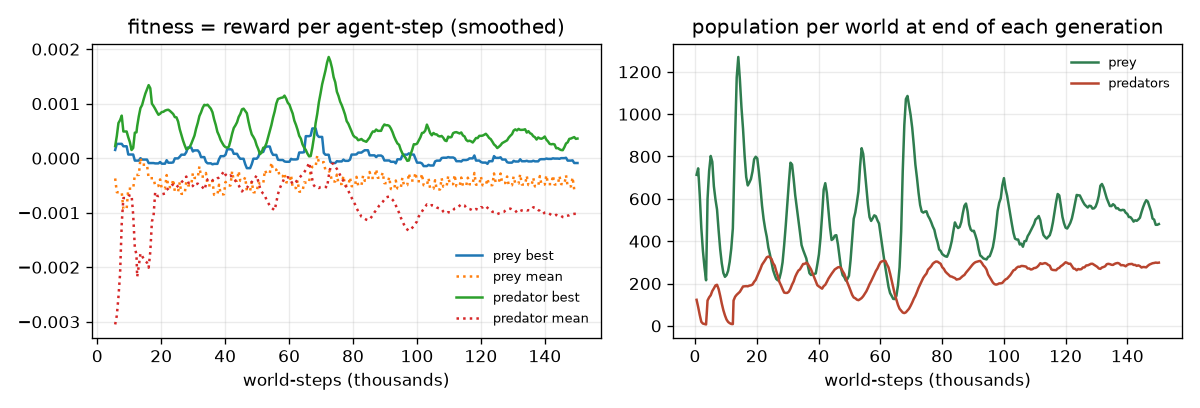 fitness = reward per agent-step (smoothed)
0.002
0.001
0.000
−0.001
−0.002
−0.003
0
20
40
60
80
100
120
140
world-steps (thousands)
prey best
prey mean
predator best
predator mean
population per world at end of each generation
1200
1000
800
600
400
200
0
0
20
40
60
80
100
120
140
world-steps (thousands)
prey
predators